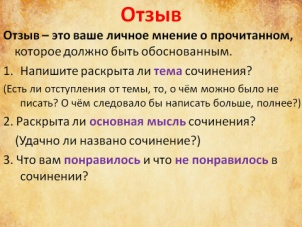 Отзыв
Отзыв – это ваше личное мнение о прочитанном,
которое должно быть обоснованным.
1. Напишите раскрыта ли тема сочинения?
(Есть ли отступления от темы, то, о чём можно было не
писать? О чём следовало бы написать больше, полнее?)
2. Раскрыта ли основная мысль сочинения?
(Удачно ли названо сочинение?)
3. Что вам понравилось и что не понравилось в
сочинении?